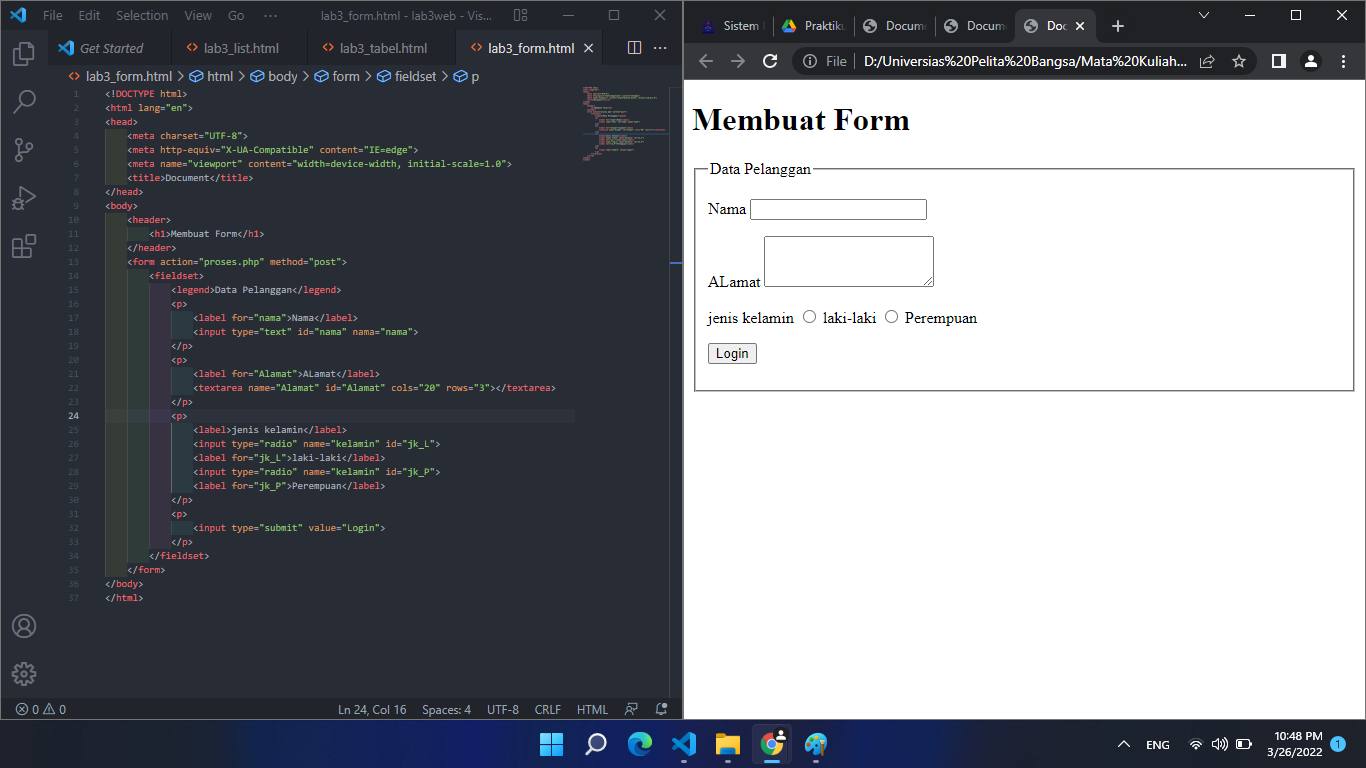 File Edit Selection View Go ··· lab3_form.html - lab3web - Vis...
Get Started lab3_list.html lab3_tabel.html lab3_form.html
lab3_form.html > html > body > form > fieldset > p
1 <!DOCTYPE html>
2 <html lang="en">
3 <head>
4 <meta charset="UTF-8">
5 <meta http-equiv="X-UA-Compatible" content="IE=edge">
6 <meta name="viewport" content="width=device-width, initial-scale=1.0">
7 <title>Document</title>
8 </head>
9 <body>
10 <header>
11 <h1>Membuat Form</h1>
12 </header>
13 <form action="proses.php" method="post">
14 <fieldset>
15 <legend>Data Pelanggan</legend>
16 <p>
17 <label for="nama">Nama</label>
18 <input type="text" id="nama" nama="nama">
19 </p>
20 <p>
21 <label for="Alamat">ALamat</label>
22 <textarea name="Alamat" id="Alamat" cols="20" rows="3"></textarea>
23 </p>
24 <p>
25 <label>jenis kelamin</label>
26 <input type="radio" name="kelamin" id="jk_L">
27 <label for="jk_L">laki-laki</label>
28 <input type="radio" name="kelamin" id="jk_P">
29 <label for="jk_P">Perempuan</label>
30 </p>
31 <p>
32 <input type="submit" value="Login">
33 </p>
34 </fieldset>
35 </form>
36 </body>
37 </html>
0 0 Ln 24, Col 16 Spaces: 4 UTF-8 CRLF HTML
Sistem Praktiku Docum Docum Doc
File D:/Universias%20Pelita%20Bangsa/Mata%20Kuliah...
Membuat Form
Data Pelanggan
Nama
ALamat
jenis kelamin laki-laki Perempuan
Login
ENG 10:48 PM
3/26/2022 1